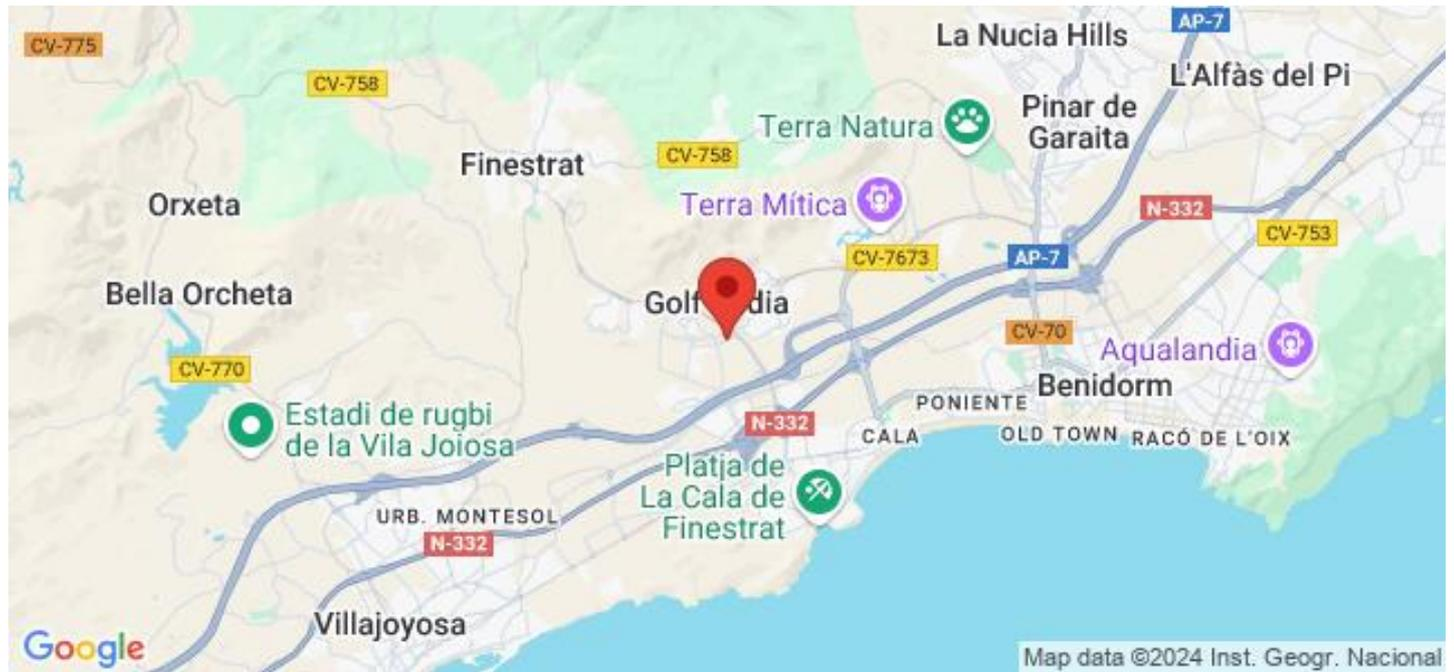 CV-775
CV-758
La Nucia Hills
AP-7
L'Alfàs del Pi
Pinar de
Garaita
Terra Natura
CV-758
Finestrat
Orxeta
Terra Mítica
N-332
CV-753
CV-7673
AP-7
Bella Orcheta
Golf
dia
CV-70
Aqualandia
CV-770
Benidorm
PONIENTE
Estadi de rugbi
de la Vila Joiosa
N-332
CALA
OLD TOWN
RACÓ DE L'OIX
Platja de
La Cala de
Finestrat
URB. MONTESOL
N-332
Villajoyosa
Google
Map data ©2024 Inst. Geogr. Nacional